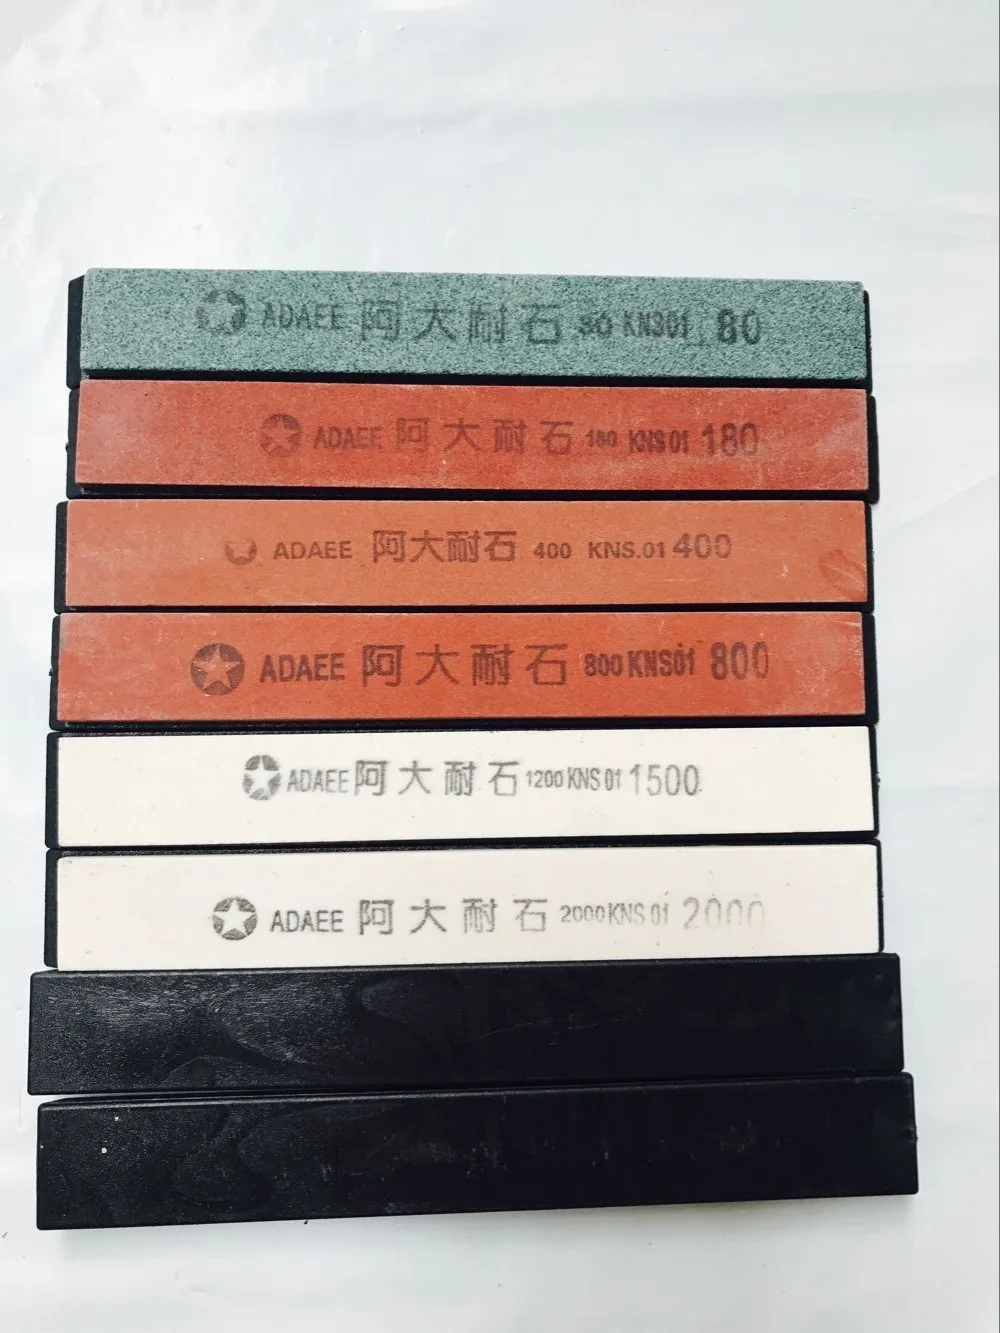 ADAEE 阿大耐石 80 KNS01 80
ADAEE 阿大耐石 180 KNS01 180
ADAEE 阿大耐石 400 KNS.01 400
ADAEE 阿大耐石 800 KNS01 800
ADAEE 阿大耐石 1200 KNS 01 1500
ADAEE 阿大耐石 2000 KNS 01 2000